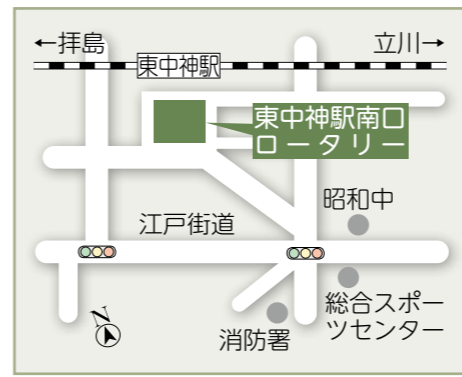 ←拝島
立川→
東中神駅
東中神駅南口
ロータリー
昭和中
江戸街道
総合スポー
ツセンター
消防署
N